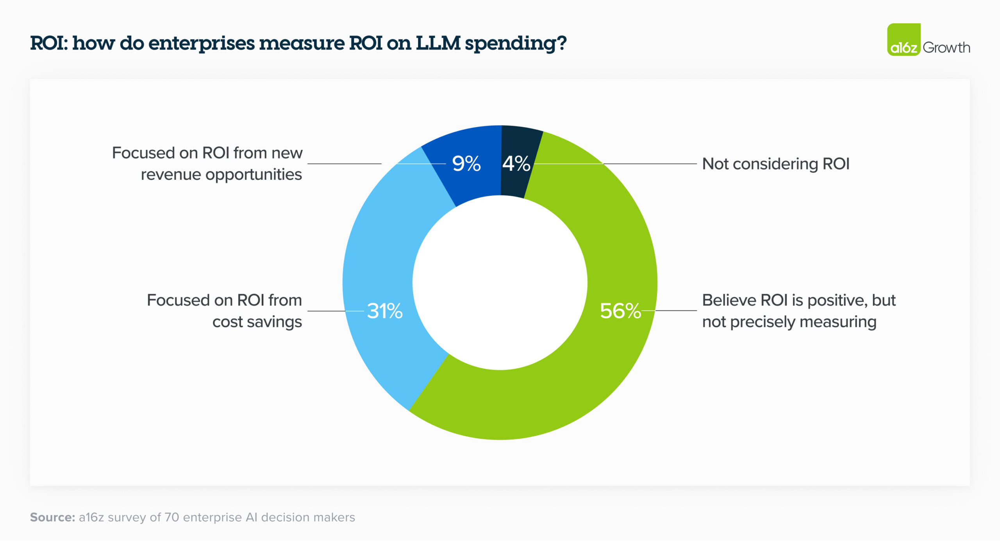 ROI: how do enterprises measure ROI on LLM spending?
a16z Growth
Focused on ROI from new
revenue opportunities
9%
4%
Not considering ROI
Focused on ROI from
cost savings
31%
56%
Believe ROI is positive, but
not precisely measuring
Source: a16z survey of 70 enterprise AI decision makers